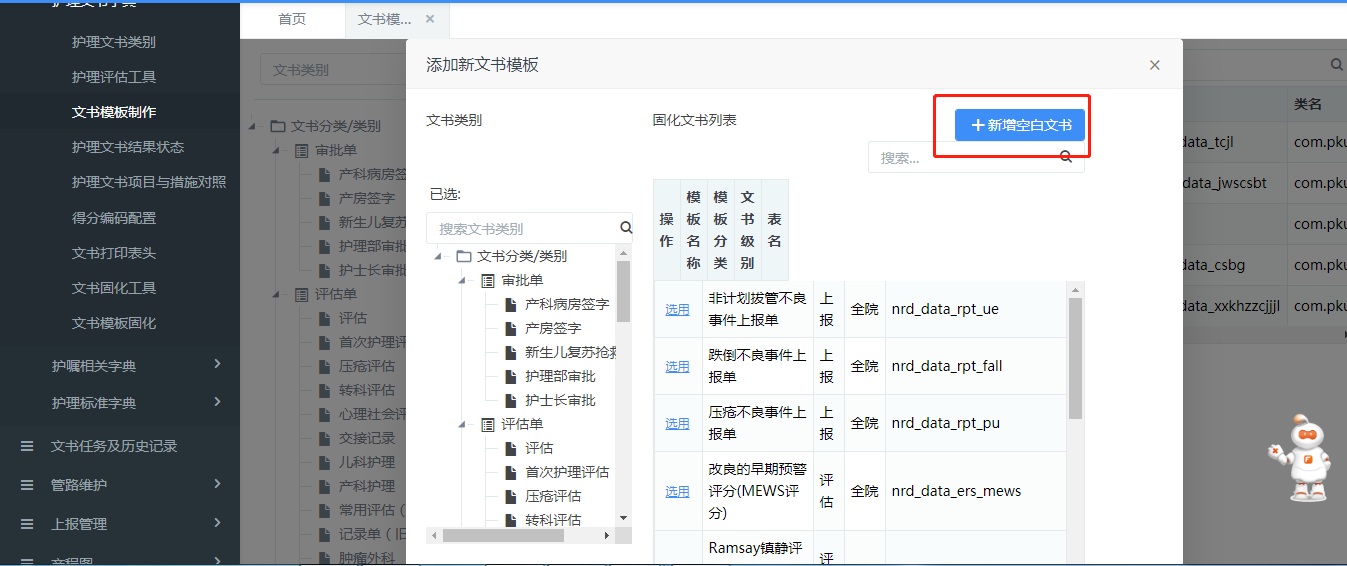 护理文书字典
首页
文书模...
护理文书类别
护理评估工具
文书模板制作
护理文书结果状态
护理文书项目与措施对照
得分编码配置
文书打印表头
文书固化工具
文书模板固化
护嘱相关字典
护理标准字典
文书任务及历史记录
管路维护
上报管理
文书类别
文书分类/类别
审批单
产科病房签
产房签字
新生儿复苏
护理部审批
护士长审批
评估单
评估
首次护理评
压疮评估
转科评估
心理社会评
交接记录
儿科护理
产科护理
常用评估（
记录单（旧
肿瘤外科
添加新文书模板
文书类别
已选:
搜索文书类别
文书分类/类别
审批单
产科病房签字
产房签字
新生儿复苏抢救
护理部审批
护士长审批
评估单
评估
首次护理评估
压疮评估
转科评估
固化文书列表
新增空白文书
搜索...
操作
模板名称
模板分类
文书级别
表名
选用
非计划拔管不良
事件上报单
上报
全院
nrd_data_rpt_ue
选用
跌倒不良事件上
报单
上报
全院
nrd_data_rpt_fall
选用
压疮不良事件上
报单
上报
全院
nrd_data_rpt_pu
选用
改良的早期预警
评分(MEWS评
分)
评估
全院
nrd_data_ers_mews
Ramsay镇静评
评
类名
data_tcjl
com.pku
data_jwscsbt
com.pku
com.pku
data_csbg
com.pku
data_xxkhzzcjjjl
com.pku